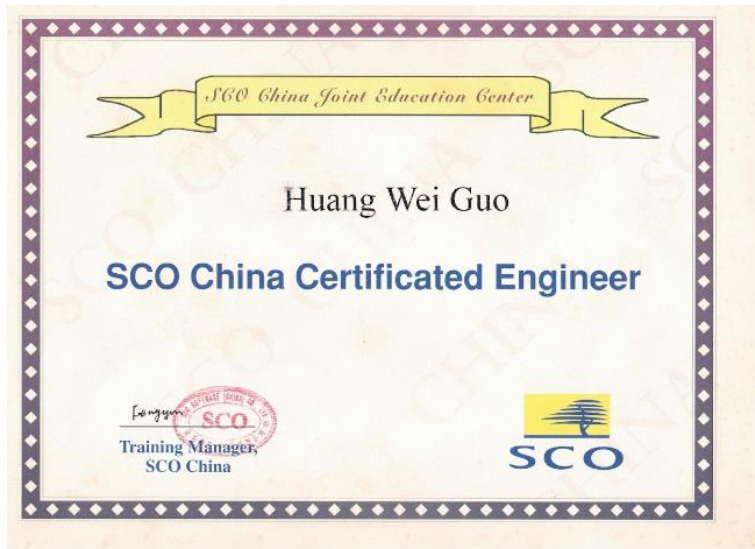 SCO China Joint Education Center
Huang Wei Guo
SCO China Certificated Engineer
SCO
Training Manager,
SCO China
SCO